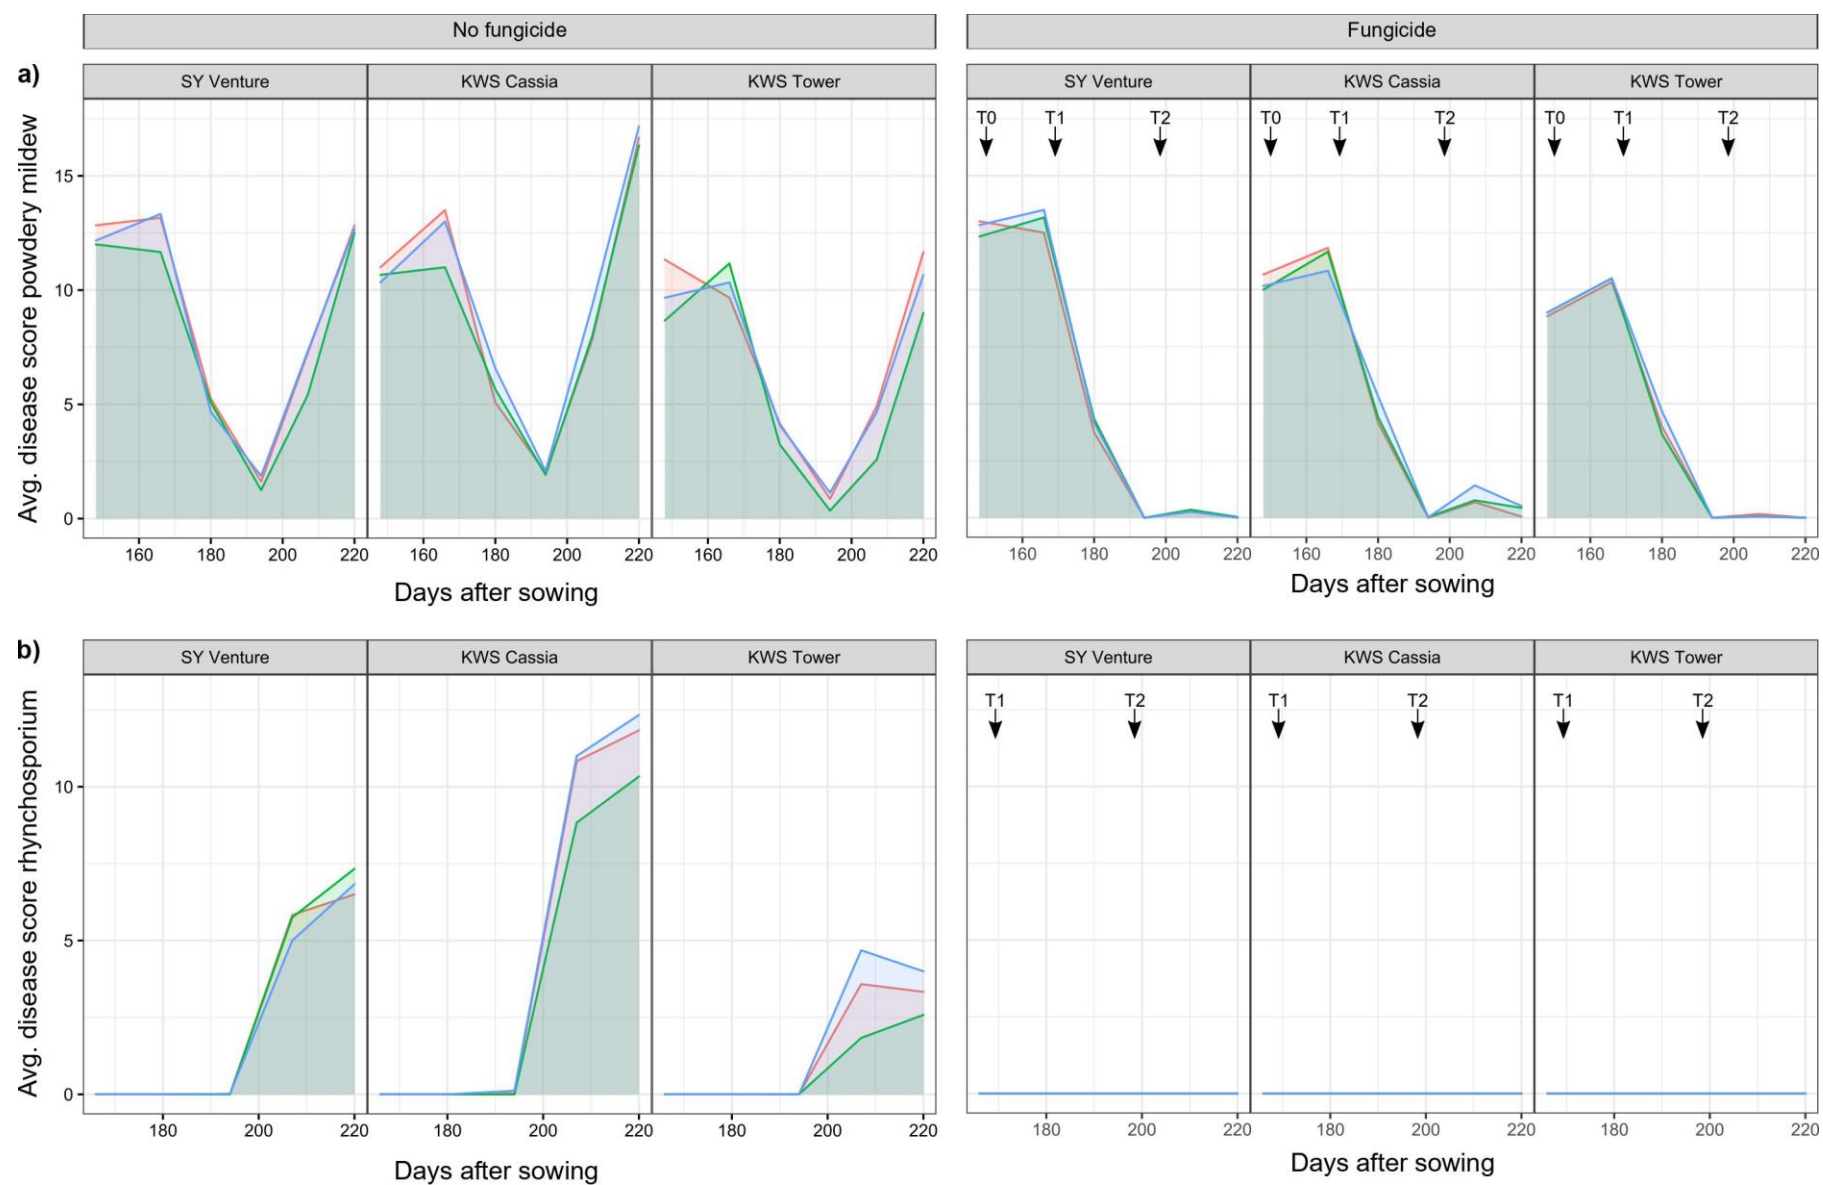 No fungicide
Fungicide
a)
SY Venture
KWS Cassia
KWS Tower
SY Venture
KWS Cassia
KWS Tower
T0 T1 T2
T0 T1 T2
T0 T1 T2
Avg. disease score powdery mildew
15
10
5
0
160 180 200 220
160 180 200 220
160 180 200 220
160 180 200 220
160 180 200 220
160 180 200 220
Days after sowing
Days after sowing
b)
SY Venture
KWS Cassia
KWS Tower
SY Venture
KWS Cassia
KWS Tower
T1 T2
T1 T2
T1 T2
Avg. disease score rhynchosporium
10
5
0
180 200 220
180 200 220
180 200 220
180 200 220
180 200 220
180 200 220
Days after sowing
Days after sowing